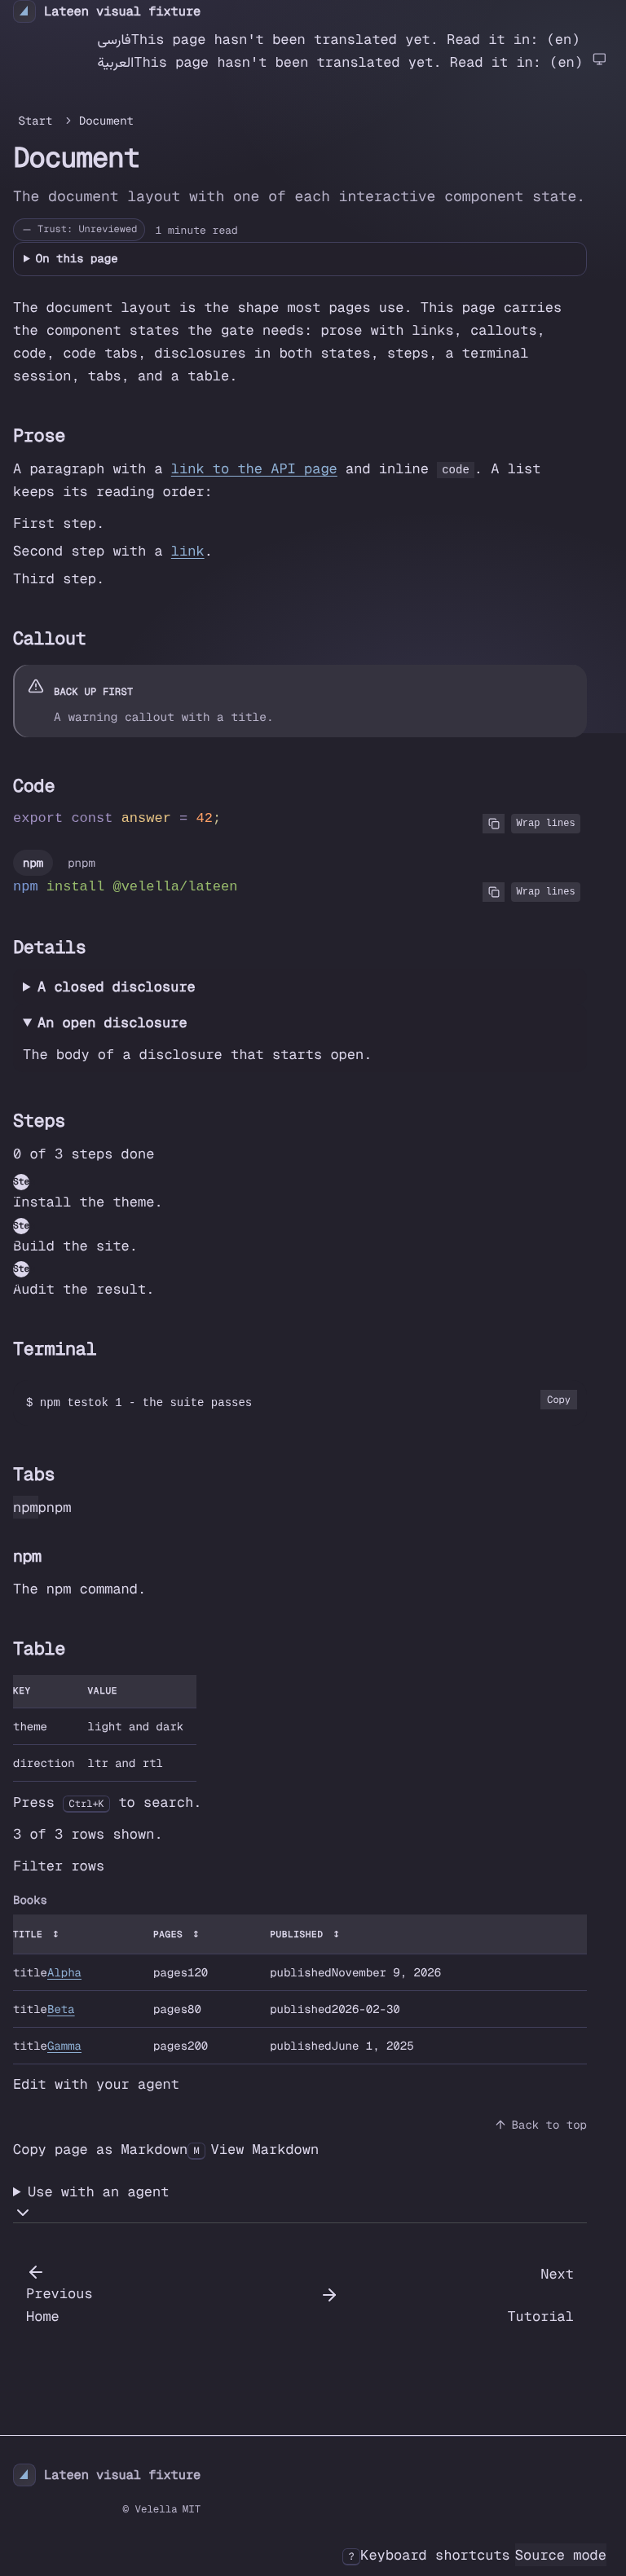 Lateen visual fixture
فارسی This page hasn't been translated yet. Read it in: (en)
العربية This page hasn't been translated yet. Read it in: (en)
Start > Document
Document
The document layout with one of each interactive component state.
— Trust: Unreviewed 1 minute read
On this page
The document layout is the shape most pages use. This page carries
the component states the gate needs: prose with links, callouts,
code, code tabs, disclosures in both states, steps, a terminal
session, tabs, and a table.
Prose
A paragraph with a link to the API page and inline code. A list
keeps its reading order:
First step.
Second step with a link.
Third step.
Callout
BACK UP FIRST
A warning callout with a title.
Code
export const answer = 42;
Wrap lines
npm pnpm
npm install @velella/lateen
Wrap lines
Details
A closed disclosure
An open disclosure
The body of a disclosure that starts open.
Steps
0 of 3 steps done
Ste
Install the theme.
Ste
Build the site.
Ste
Audit the result.
Terminal
$ npm testok 1 - the suite passes
Copy
Tabs
npmpnpm
npm
The npm command.
Table
KEY VALUE
theme light and dark
direction ltr and rtl
Press Ctrl+K to search.
3 of 3 rows shown.
Filter rows
Books
TITLE ↕ PAGES ↕ PUBLISHED ↕
titleAlpha pages120 publishedNovember 9, 2026
titleBeta pages80 published2026-02-30
titleGamma pages200 publishedJune 1, 2025
Edit with your agent
↑ Back to top
Copy page as Markdown M View Markdown
Use with an agent
← Previous
Home
→ Next
Tutorial
Lateen visual fixture
© Velella MIT
? Keyboard shortcuts Source mode